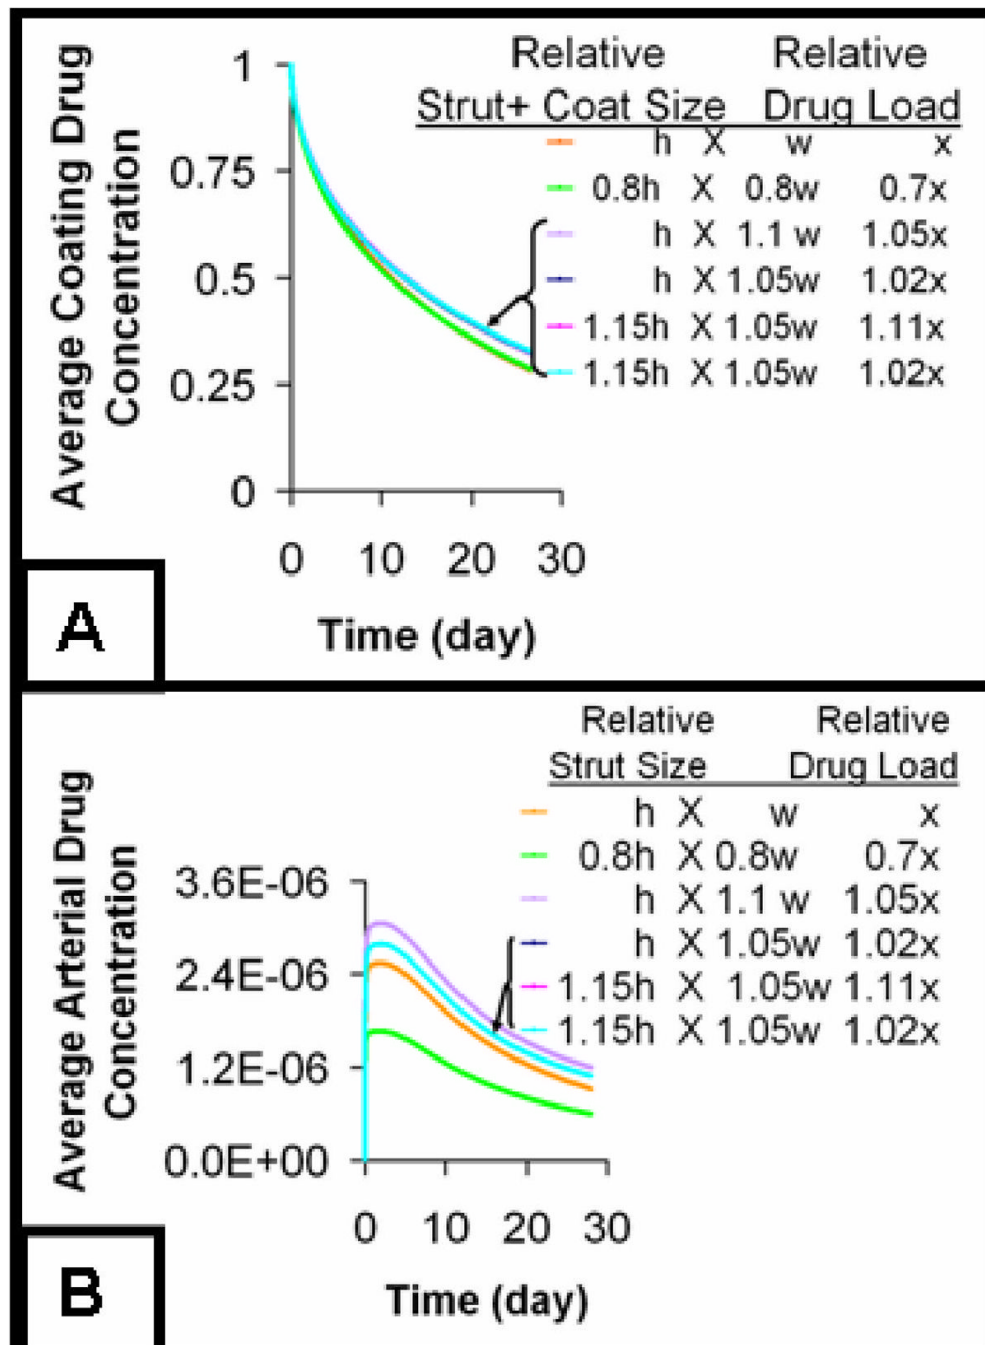 Average Coating Drug
Concentration
1
0.75
0.5
0.25
0
0 10 20 30
Time (day)
Relative Relative
Strut+ Coat Size Drug Load
h X w x
0.8h X 0.8w 0.7x
h X 1.1 w 1.05x
h X 1.05w 1.02x
1.15h X 1.05w 1.11x
1.15h X 1.05w 1.02x
A
Average Arterial Drug
Concentration
3.6E-06
2.4E-06
1.2E-06
0.0E+00
0 10 20 30
Time (day)
Relative Relative
Strut Size Drug Load
h X w x
0.8h X 0.8w 0.7x
h X 1.1 w 1.05x
h X 1.05w 1.02x
1.15h X 1.05w 1.11x
1.15h X 1.05w 1.02x
B